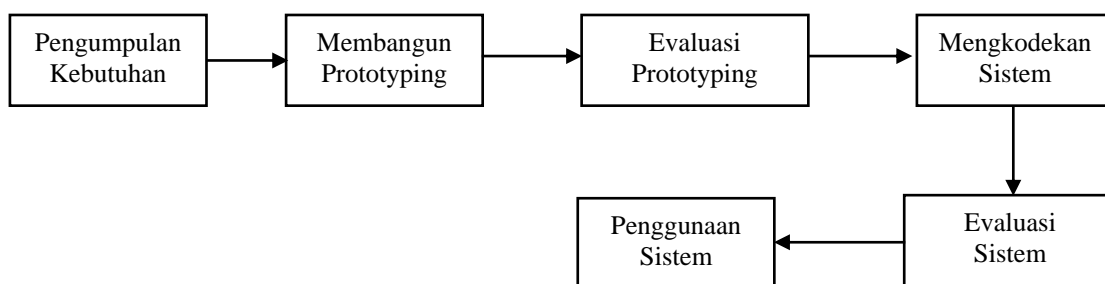 Pengumpulan
Kebutuhan
Membangun
Prototyping
Evaluasi
Prototyping
Mengkodekan
Sistem
Evaluasi
Sistem
Penggunaan
Sistem